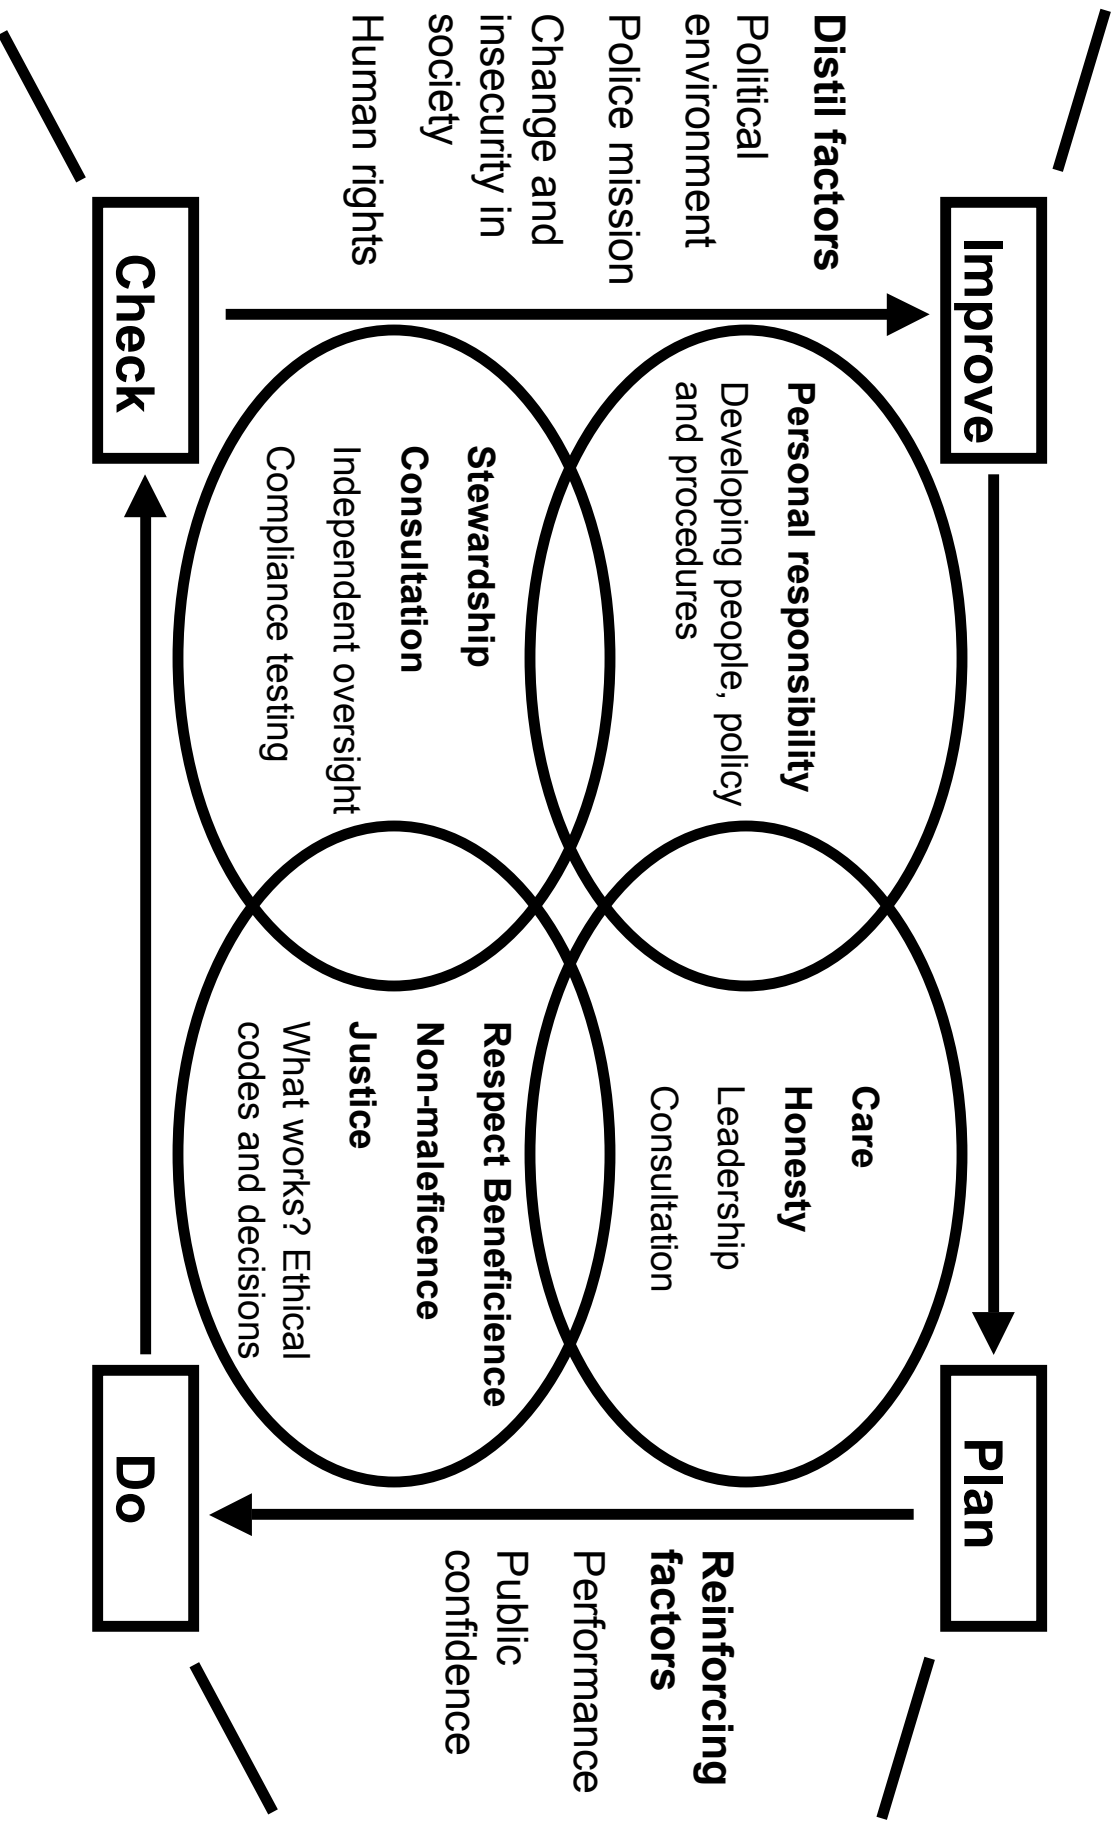 Improve
Plan
Distil factors
Political
environment
Police mission
Change and
insecurity in
society
Human rights
Personal responsibility
Developing people, policy
and procedures
Care
Honesty
Leadership
Consultation
Reinforcing
factors
Performance
Public
confidence
Stewardship
Consultation
Independent oversight
Compliance testing
Respect Beneficience
Non-maleficence
Justice
What works? Ethical
codes and decisions
Check
Do